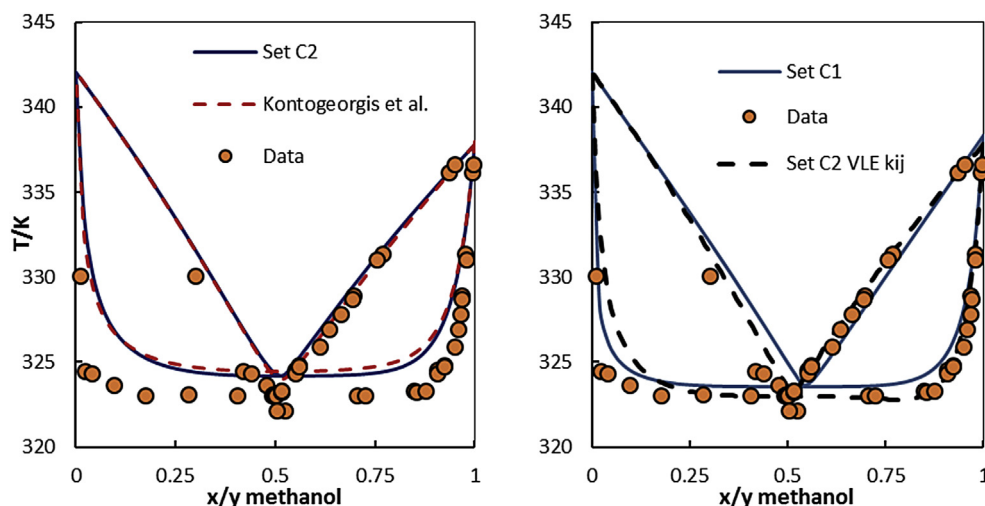 345
340
335
330
325
320
T/K
Set C2
Kontogeorgis et al.
Data
0
0.25
0.5
0.75
1
x/y methanol
345
340
335
330
325
320
Set C1
Data
Set C2 VLE kij
0
0.25
0.5
0.75
1
x/y methanol